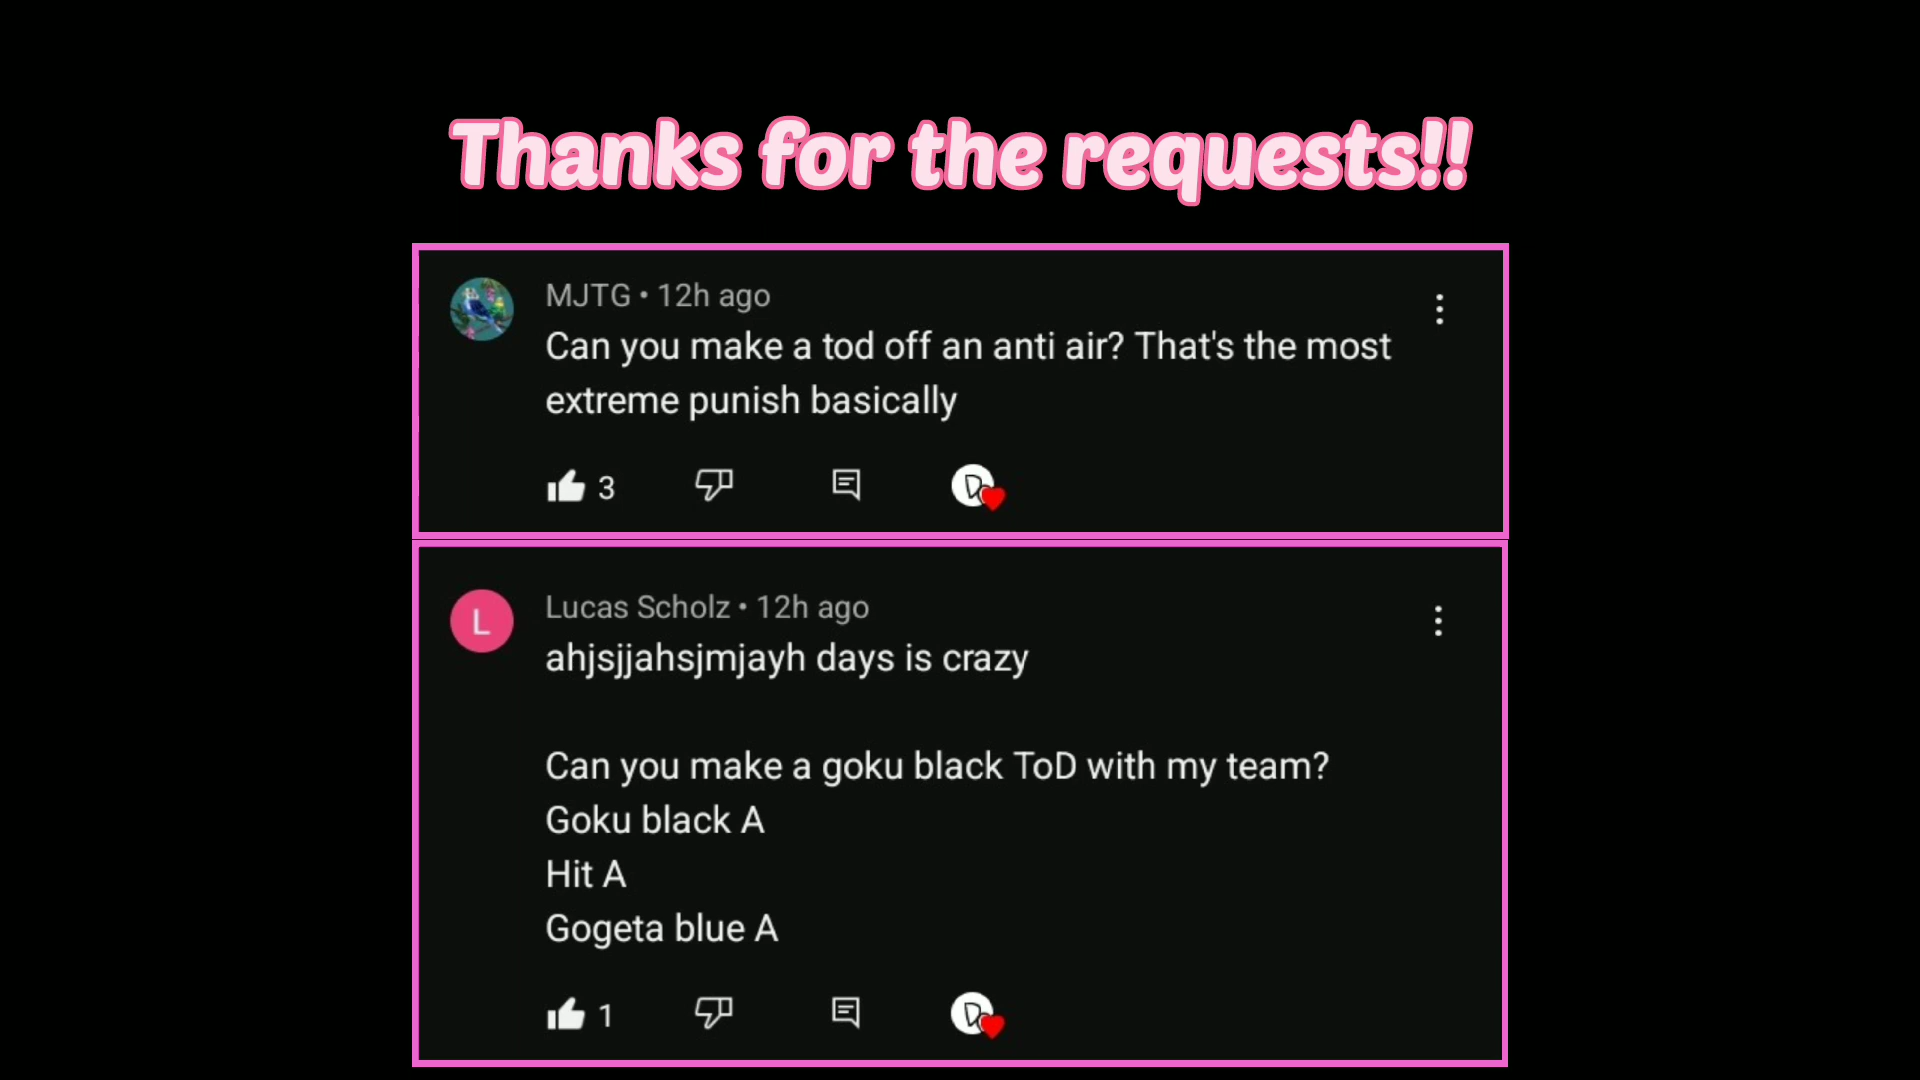 Thanks for the requests!!
MJTG • 12h ago
Can you make a tod off an anti air? That's the most
extreme punish basically
3
L
Lucas Scholz • 12h ago
ahjsjjahsjmjayh days is crazy
Can you make a goku black ToD with my team?
Goku black A
Hit A
Gogeta blue A
1